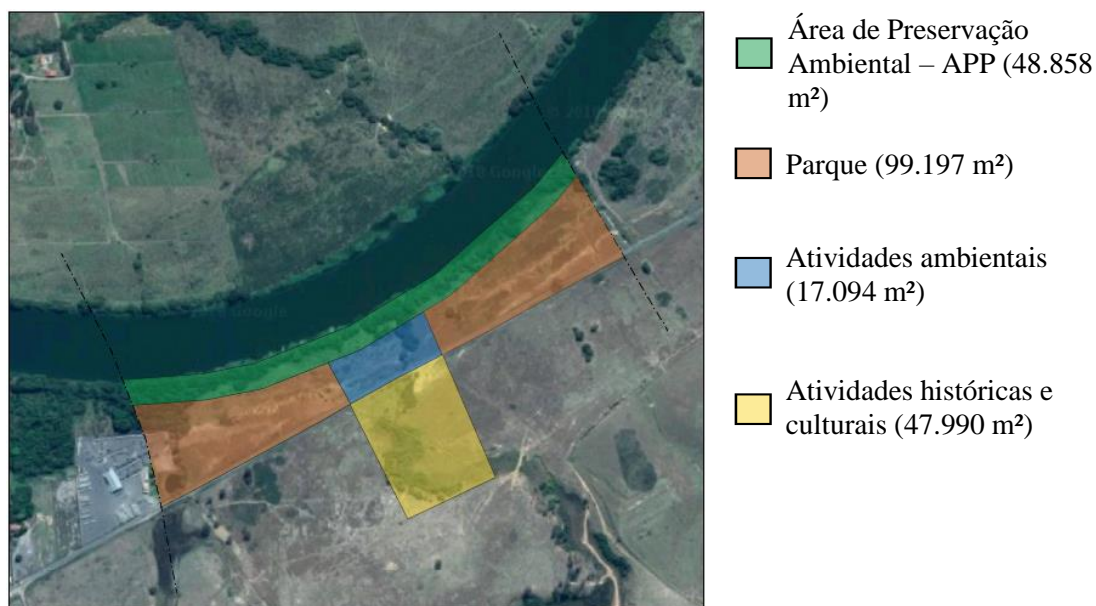 Área de Preservação
Ambiental – APP (48.858
m²)
Parque (99.197 m²)
Atividades ambientais
(17.094 m²)
Atividades históricas e
culturais (47.990 m²)